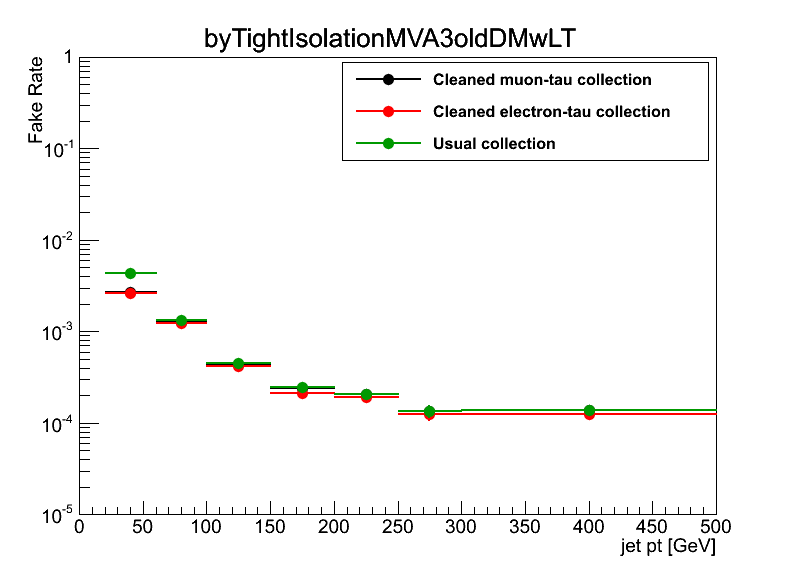 byTightIsolationMVA3oldDMwLT
Fake Rate
1
10^-1
10^-2
10^-3
10^-4
10^-5
Cleaned muon-tau collection
Cleaned electron-tau collection
Usual collection
0 50 100 150 200 250 300 350 400 450 500
jet pt [GeV]